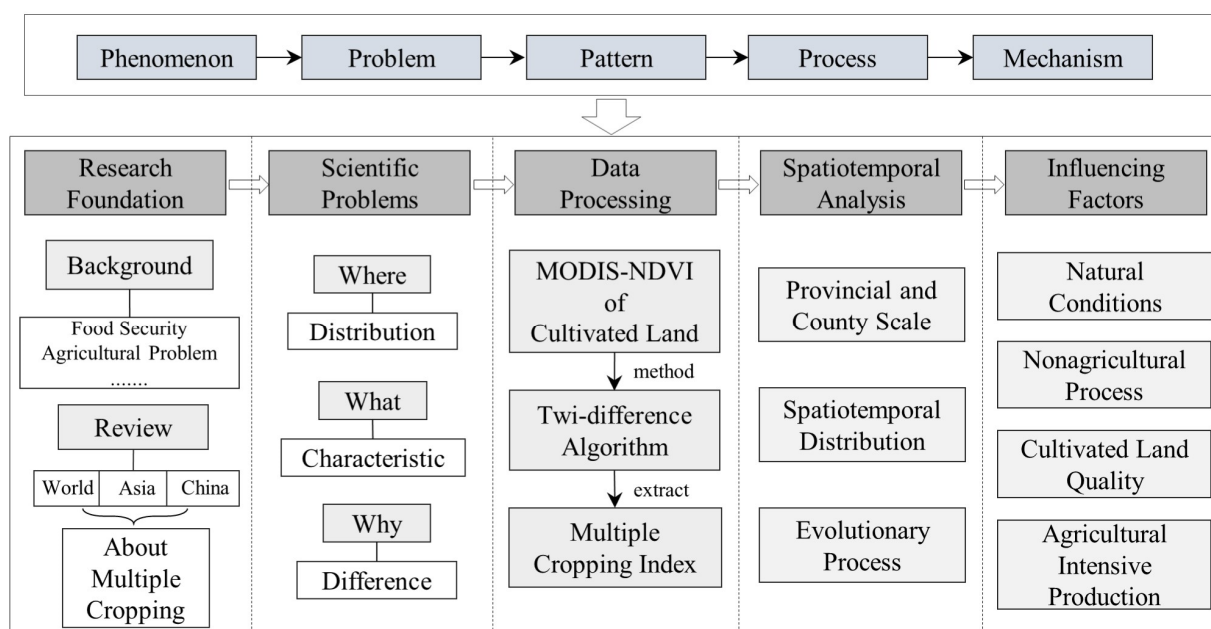 Phenomenon
Problem
Pattern
Process
Mechanism
Research
Foundation
Scientific
Problems
Data
Processing
Spatiotemporal
Analysis
Influencing
Factors
Background
Food Security
Agricultural Problem
.......
Review
World
Asia
China
About
Multiple
Cropping
Where
Distribution
What
Characteristic
Why
Difference
MODIS-NDVI
of
Cultivated Land
method
Twi-difference
Algorithm
extract
Multiple
Cropping Index
Provincial and
County Scale
Spatiotemporal
Distribution
Evolutionary
Process
Natural
Conditions
Nonagricultural
Process
Cultivated Land
Quality
Agricultural
Intensive
Production